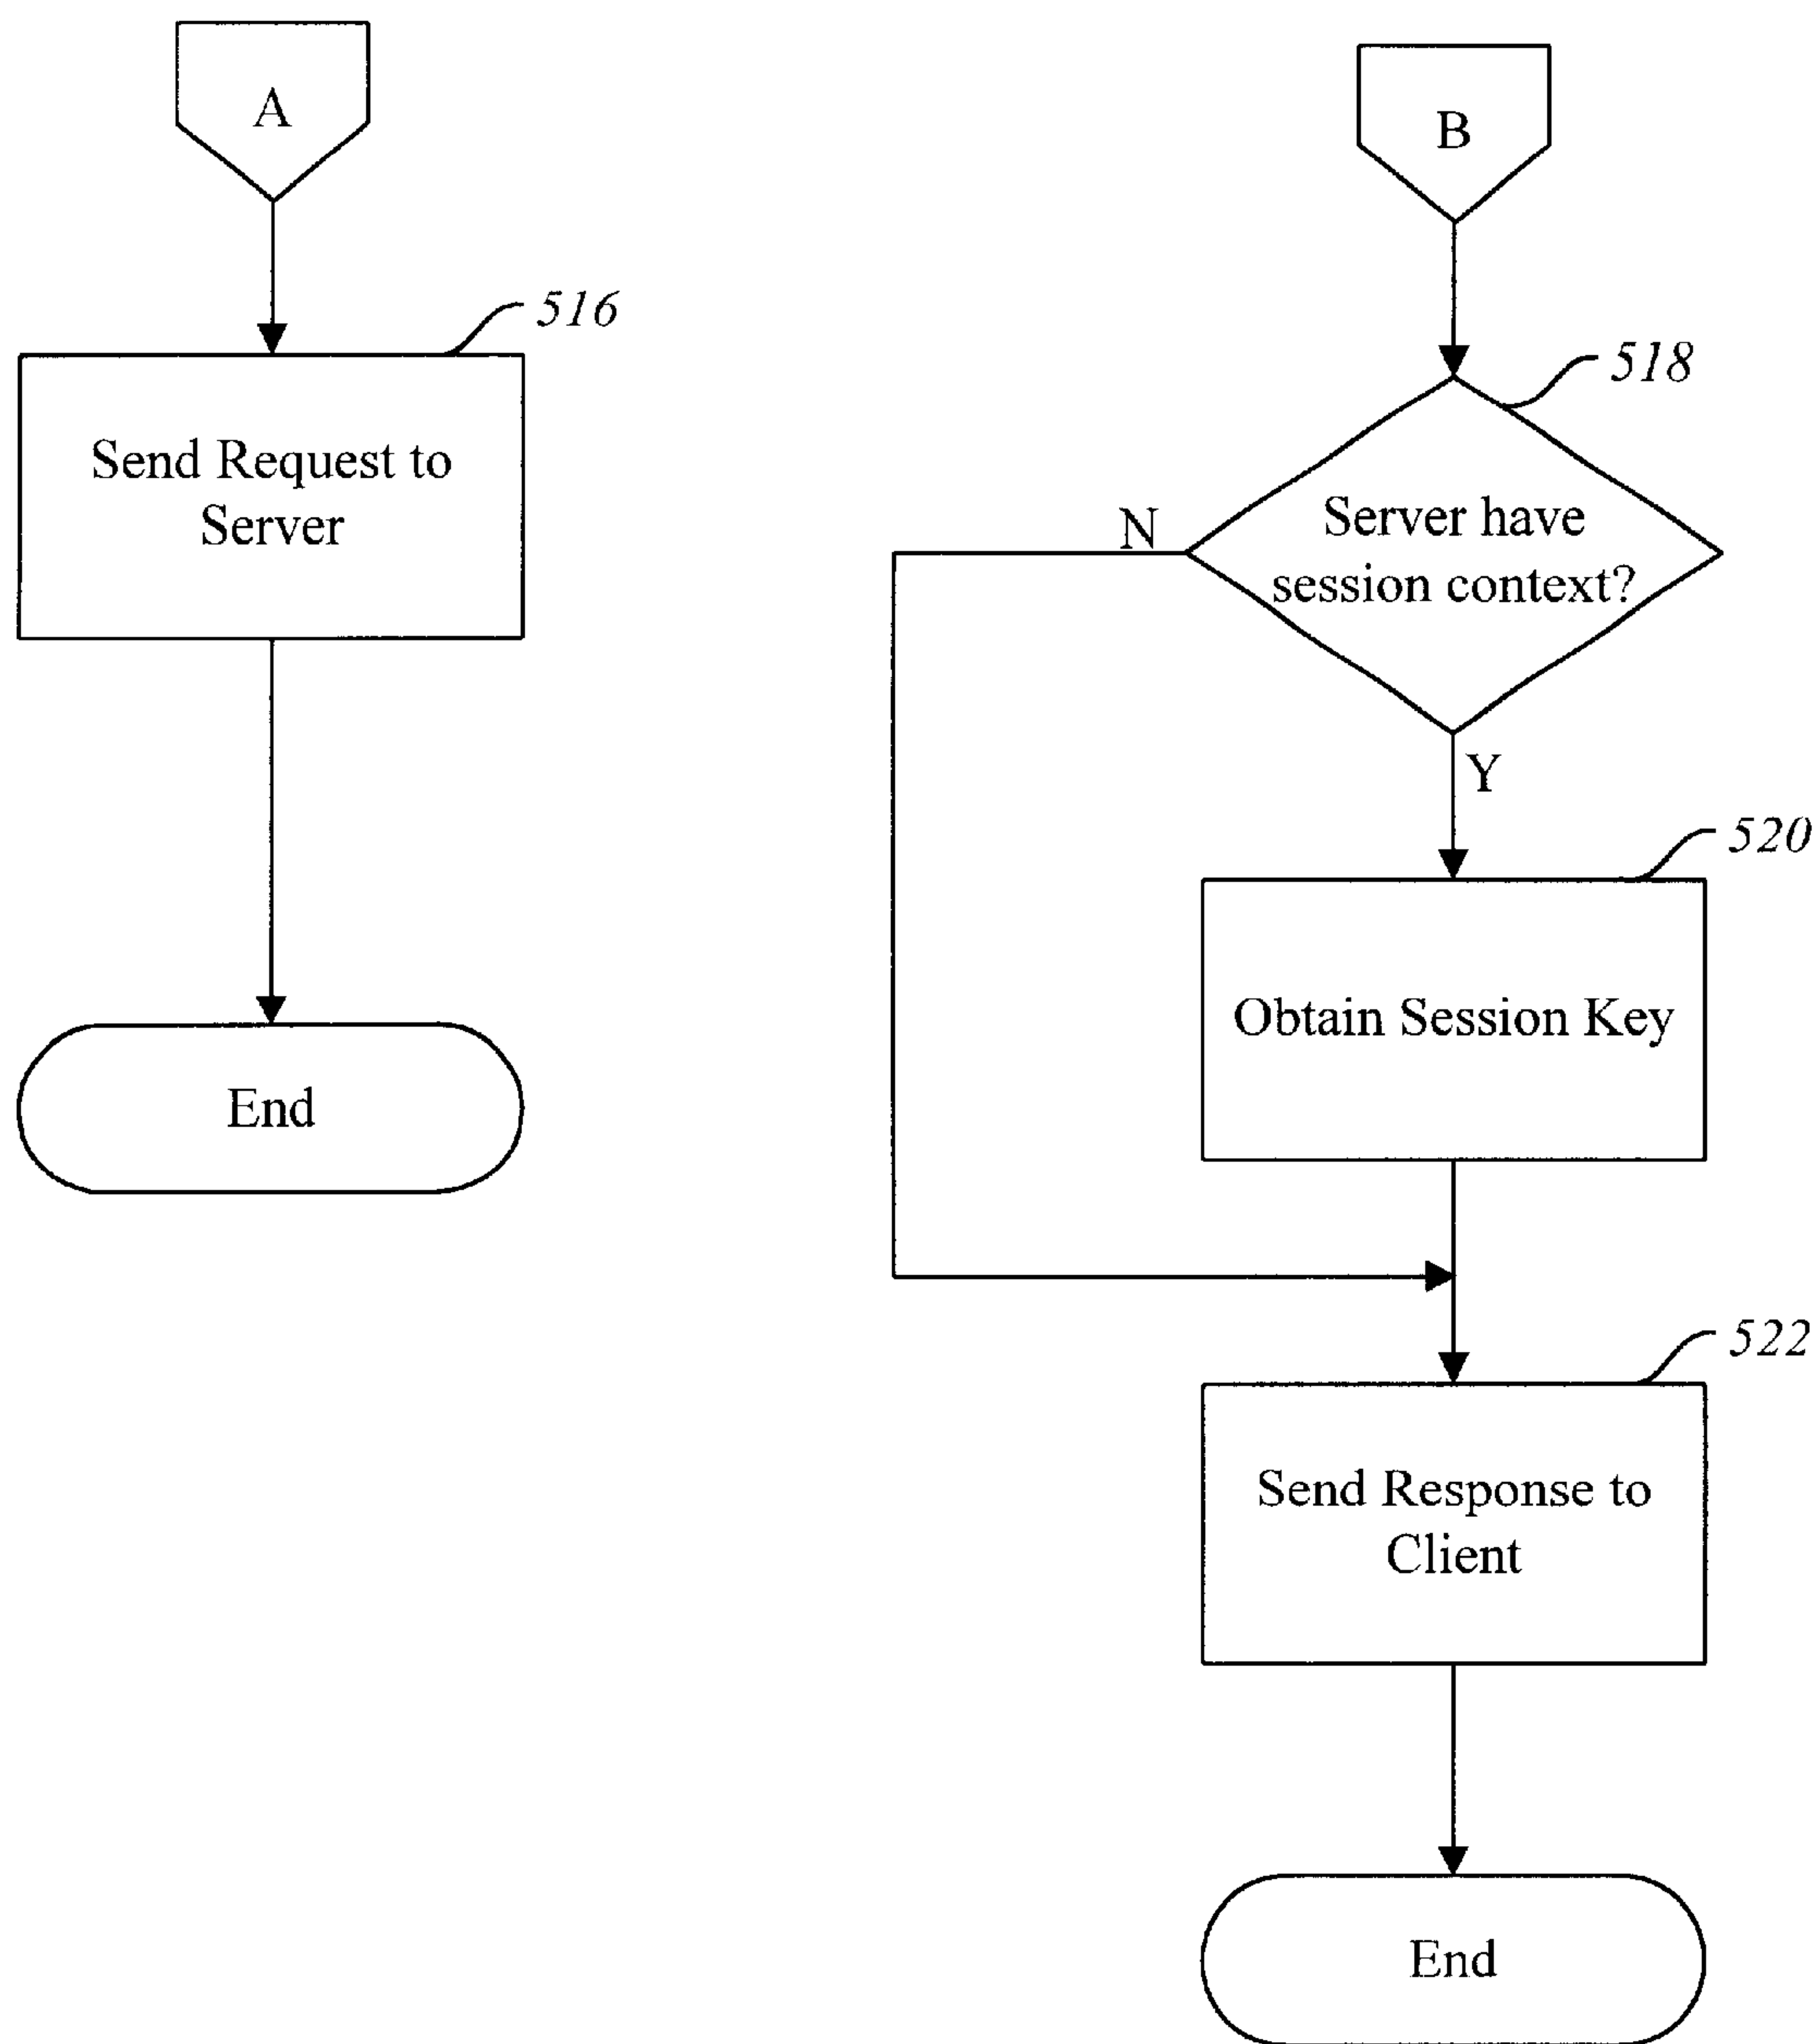 A
516
Send Request to
Server
End
B
518
Server have
session context?
N
Y
520
Obtain Session Key
522
Send Response to
Client
End